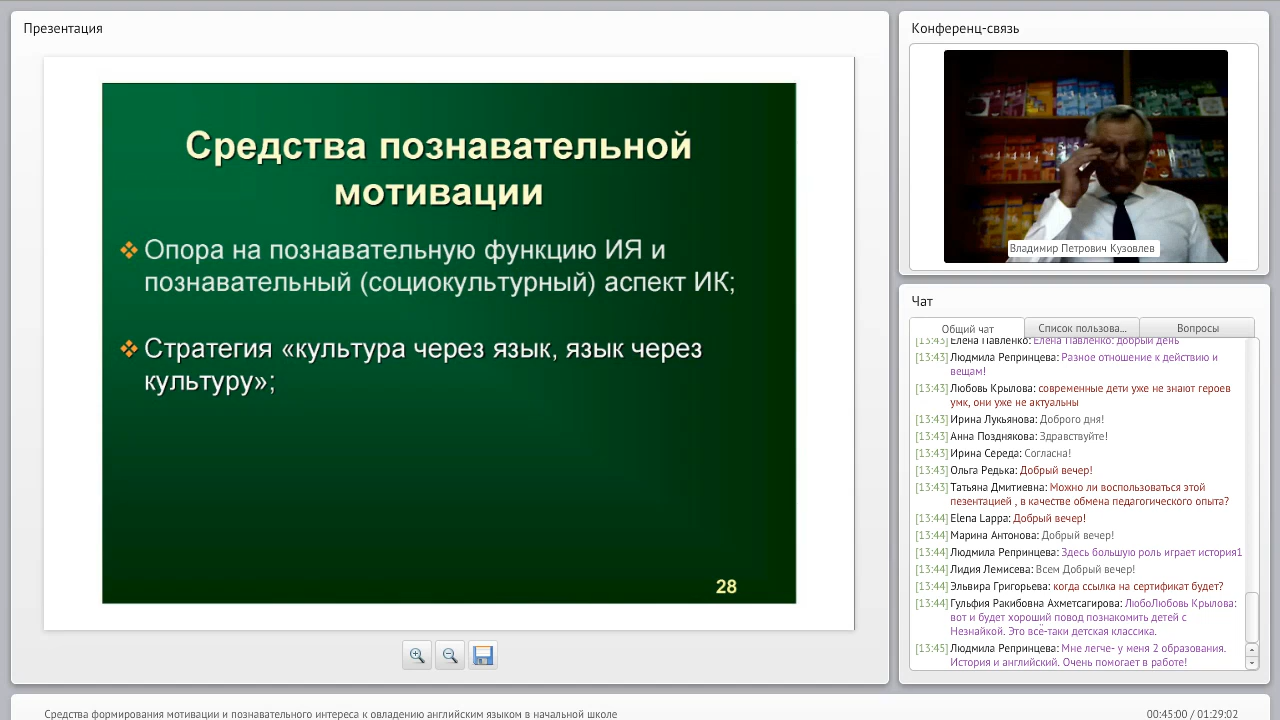 Презентация
Средства познавательной
мотивации
Опора на познавательную функцию ИЯ и
познавательный (социокультурный) аспект ИК;
Стратегия «культура через язык, язык через
культуру»;
28
Конференц-связь
Владимир Петрович Кузовлев
Чат
Общий чат
Список пользова...
Вопросы
[13:43] Елена Павленко: Елена Павленко: добрый день
[13:43] Людмила Репринцева: Разное отношение к действию и
вещам!
[13:43] Любовь Крылова: современные дети уже не знают героев
умк, они уже не актуальны
[13:43] Ирина Лукьянова: Доброго дня!
[13:43] Анна Позднякова: Здравствуйте!
[13:43] Ирина Середа: Согласна!
[13:43] Ольга Редька: Добрый вечер!
[13:43] Татьяна Дмитиевна: Можно ли воспользоваться этой
пезентацией , в качестве обмена педагогического опыта?
[13:44] Elena Lappa: Добрый вечер!
[13:44] Марина Антонова: Добрый вечер!
[13:44] Людмила Репринцева: Здесь большую роль играет история1
[13:44] Лидия Лемисева: Всем Добрый вечер!
[13:44] Эльвира Григорьева: когда ссылка на сертификат будет?
[13:44] Гульфия Ракибовна Ахметсагирова: ЛюбоЛюбовь Крылова:
вот и будет хороший повод познакомить детей с
Незнайкой. Это всё-таки детская классика.
[13:45] Людмила Репринцева: Мне легче- у меня 2 образования.
История и английский. Очень помогает в работе!
Средства формирования мотивации и познавательного интереса к овладению английским языком в начальной школе
00:45:00 / 01:29:02